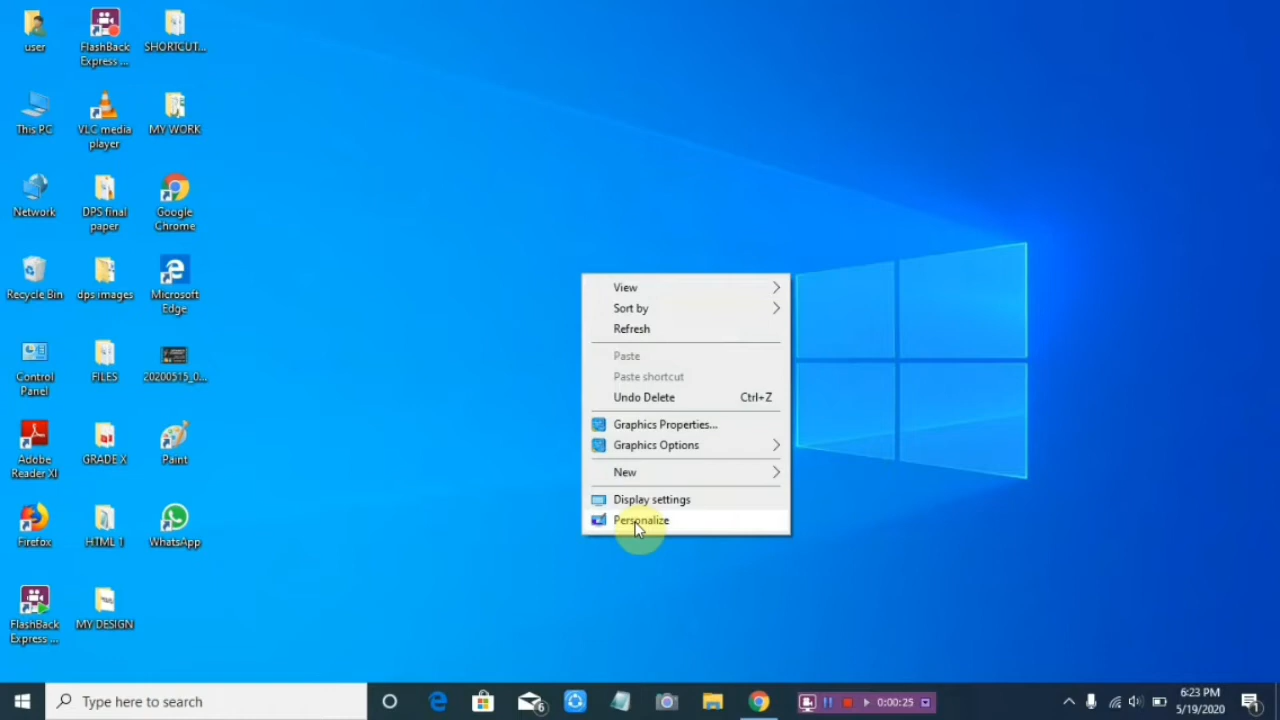 user
FlashBack
Express ...
SHORTCUT...
This PC
VLC media
player
MY WORK
Network
DPS final
paper
Google
Chrome
Recycle Bin
dps images
Microsoft
Edge
Control
Panel
FILES
20200515_0...
Adobe
Reader XI
GRADE X
Paint
Firefox
HTML 1
WhatsApp
FlashBack
Express ...
MY DESIGN
View
Sort by
Refresh
Paste
Paste shortcut
Undo Delete Ctrl+Z
Graphics Properties...
Graphics Options
New
Display settings
Personalize
Type here to search
6
0:00:25
6:23 PM
5/19/2020
1